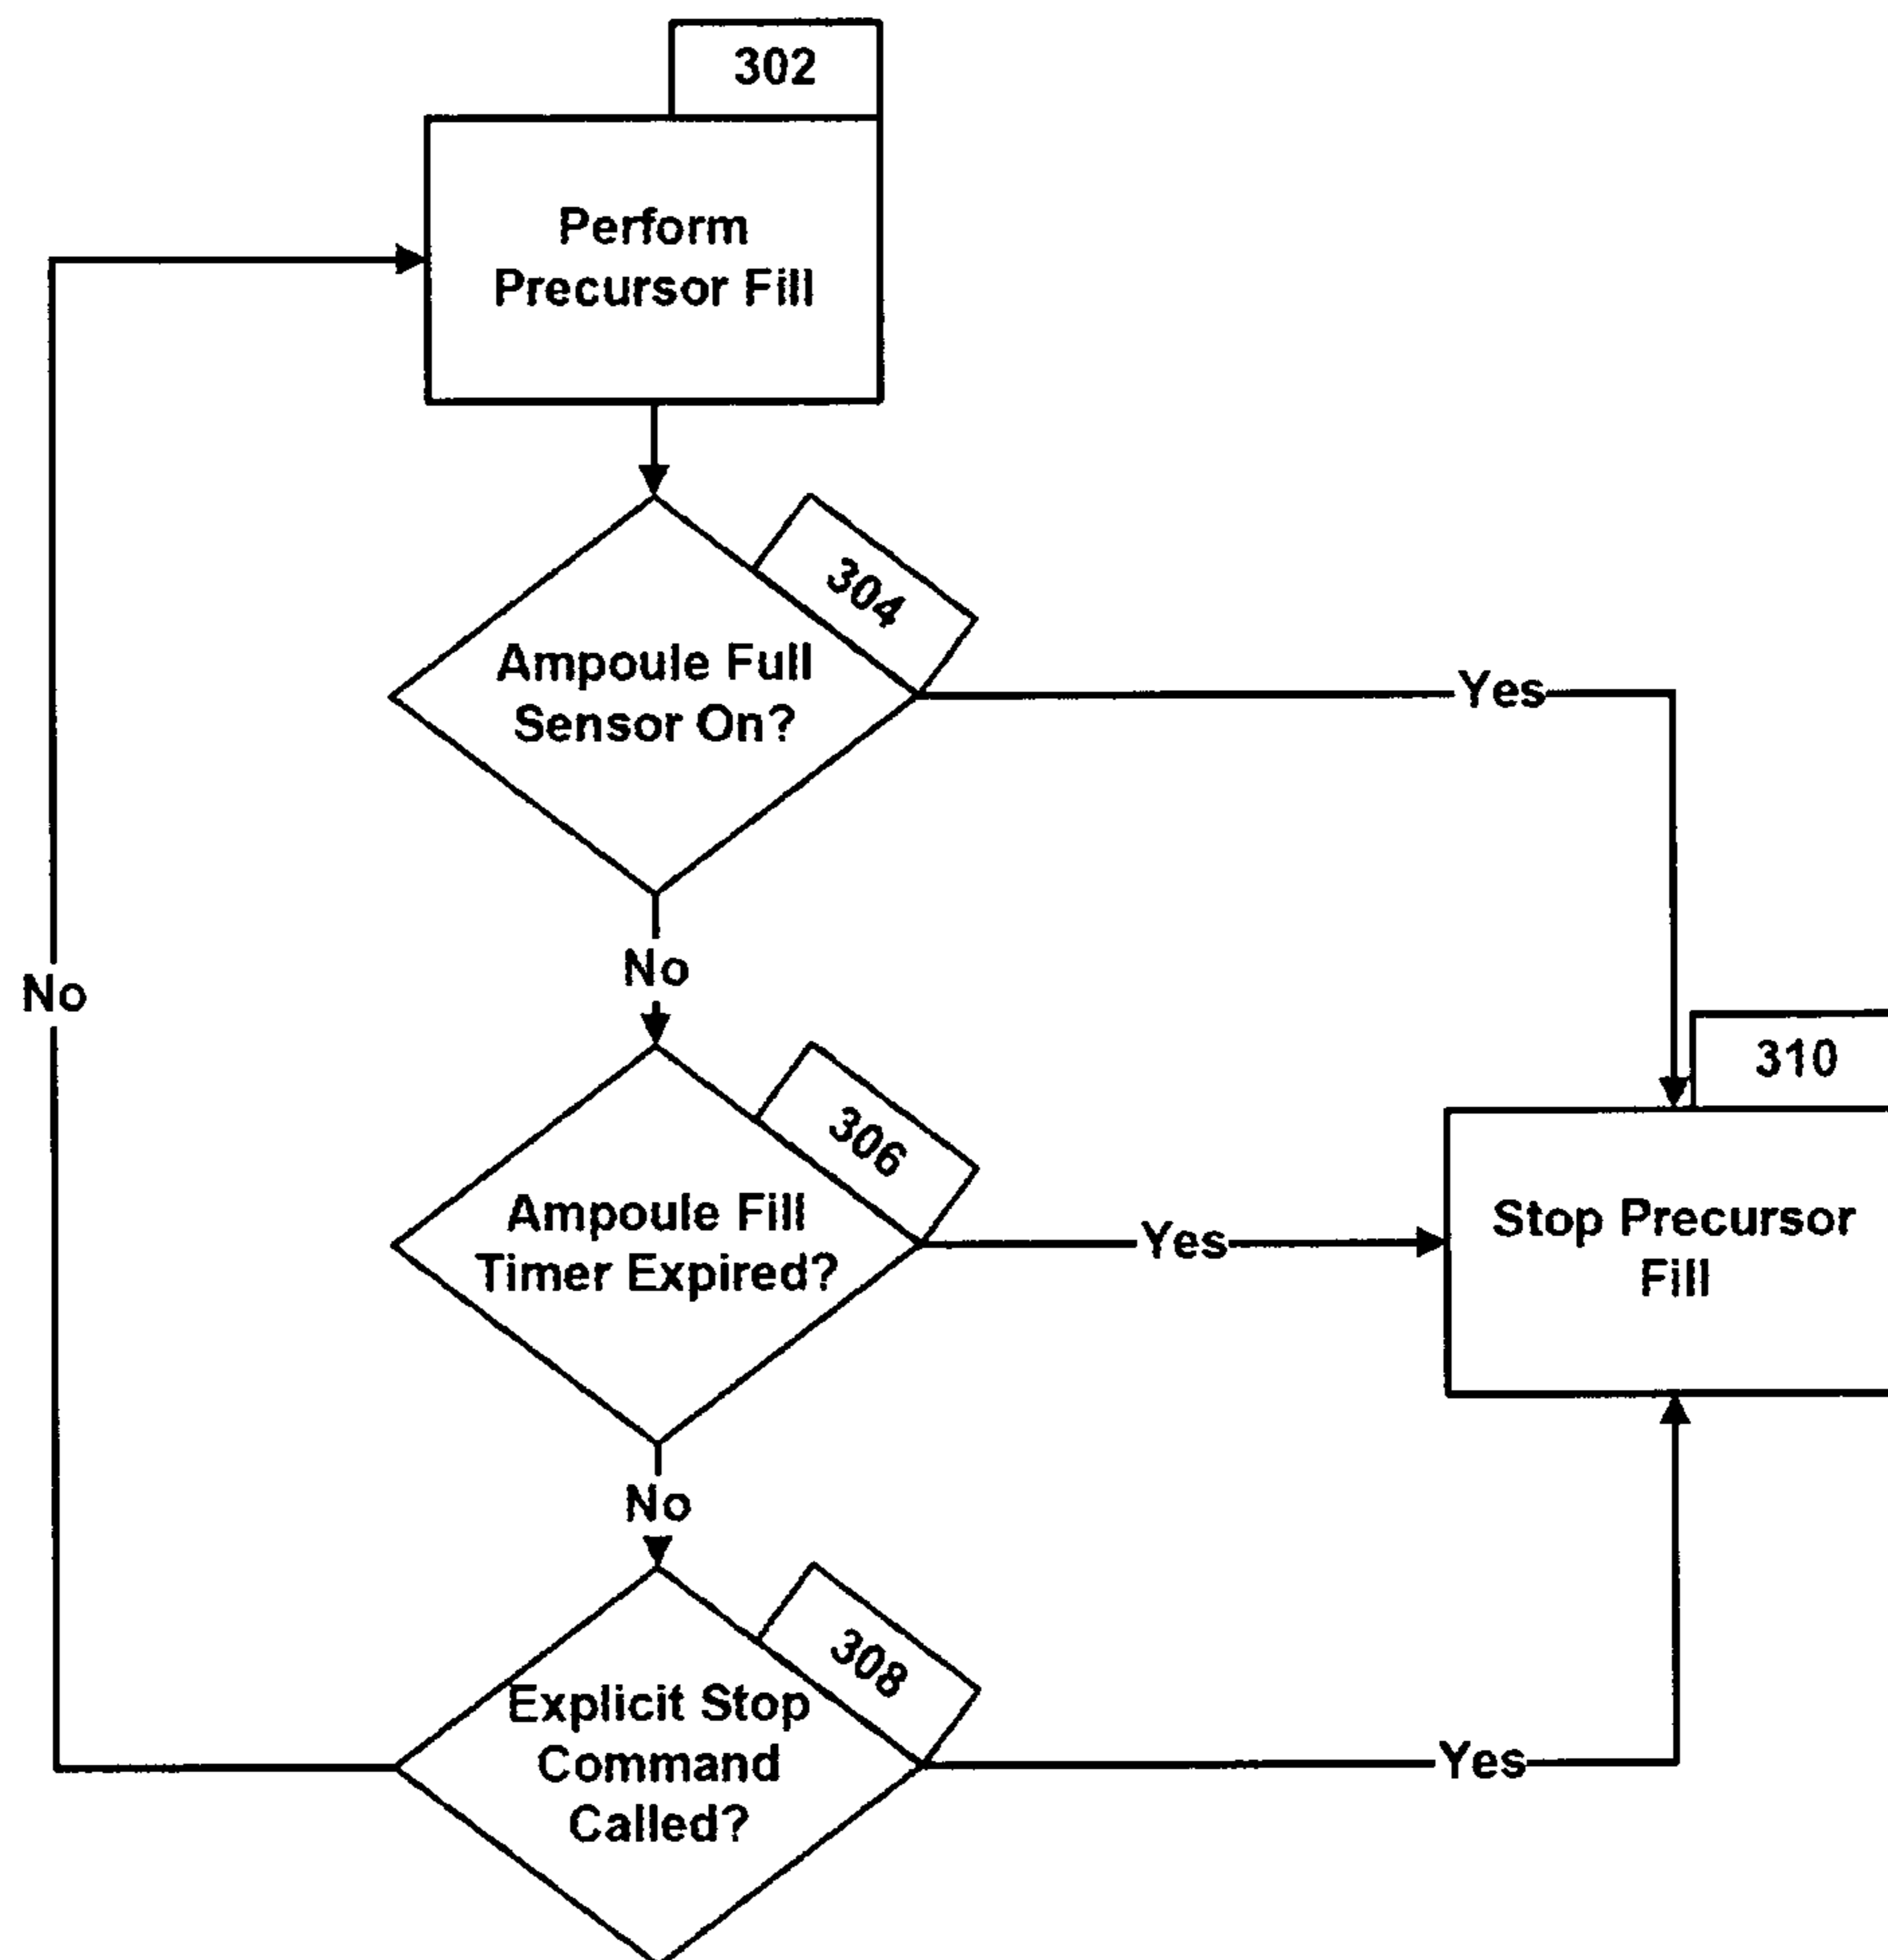 302
Perform
Precursor Fill
304
Ampoule Full
Sensor On?
Yes
No
No
310
306
Ampoule Fill
Timer Expired?
Yes
Stop Precursor
Fill
No
308
Explicit Stop
Command
Called?
Yes